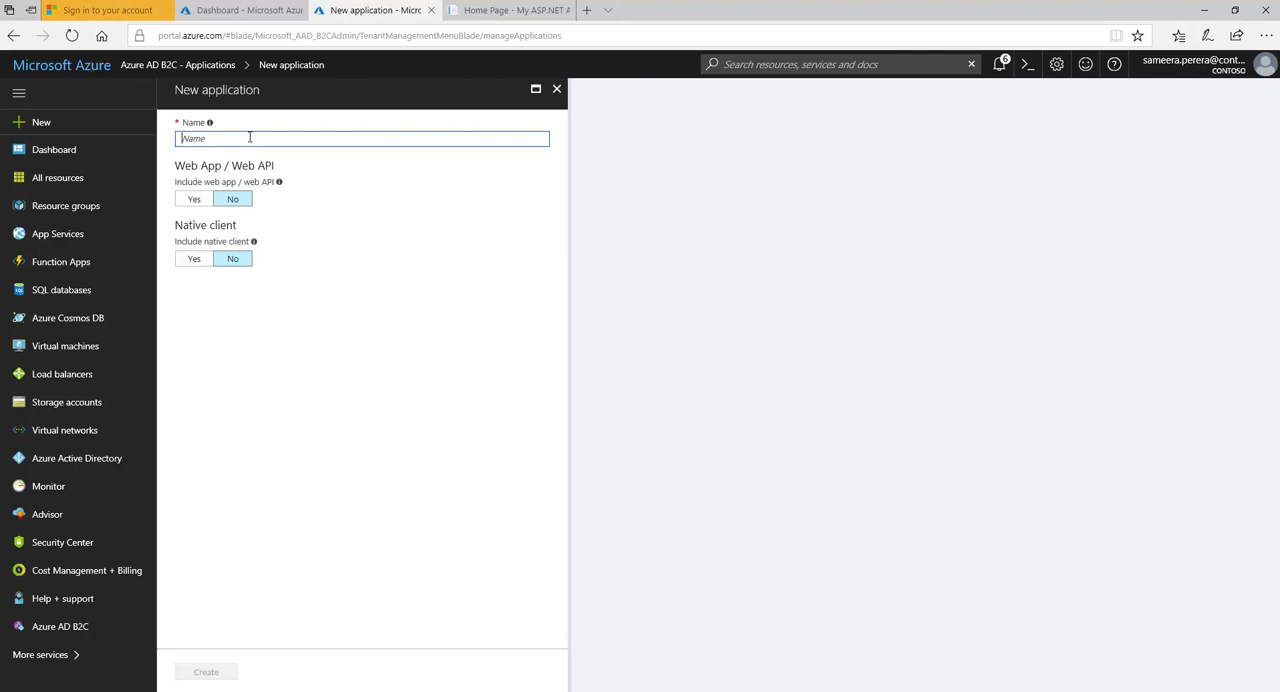 Sign in to your account
Dashboard - Microsoft Azur
New application - Micro
Home Page - My ASP.NET A
portal.azure.com/#blade/Microsoft_AAD_B2CAdmin/TenantManagementMenuBlade/manageApplications
Microsoft Azure
Azure AD B2C - Applications
New application
Search resources, services and docs
6
sameera.perera@cont...
CONTOSO
New application
New
Dashboard
All resources
Resource groups
App Services
Function Apps
SQL databases
Azure Cosmos DB
Virtual machines
Load balancers
Storage accounts
Virtual networks
Azure Active Directory
Monitor
Advisor
Security Center
Cost Management + Billing
Help + support
Azure AD B2C
More services
* Name
Name
Web App / Web API
Include web app / web API
Yes No
Native client
Include native client
Yes No
Create